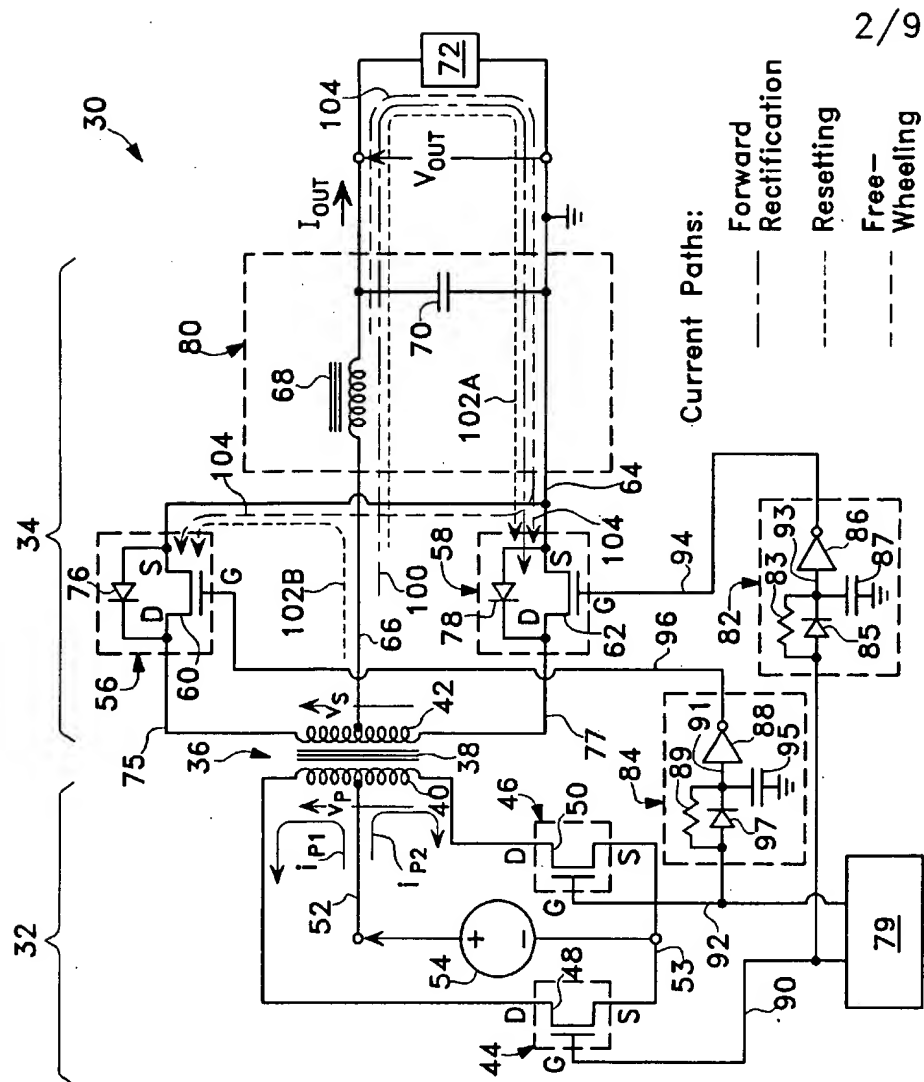 2/9
30
32
34
36
38
40
42
75
56
76
D
S
G
60
80
68
I_OUT
104
72
V_OUT
70
104
102B
100
102A
66
58
78
D
S
G
62
104
64
77
96
94
v_S
v_P
i_P1
i_P2
52
54
+
−
53
44
48
D
G
S
46
50
D
G
S
84
89
91
88
97
95
82
83
93
86
85
87
92
90
79
Current Paths:
Forward
Rectification
Resetting
Free-
Wheeling